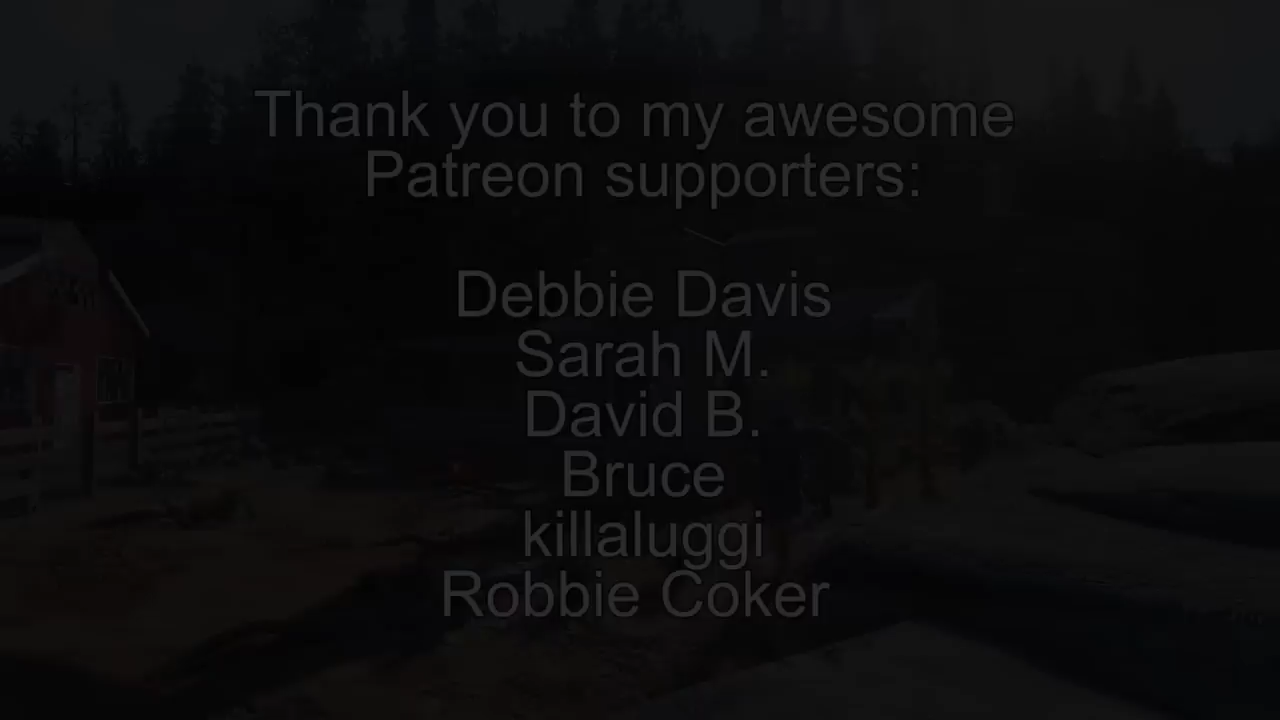 Thank you to my awesome
Patreon supporters:
Debbie Davis
Sarah M.
David B.
Bruce
killaluggi
Robbie Coker